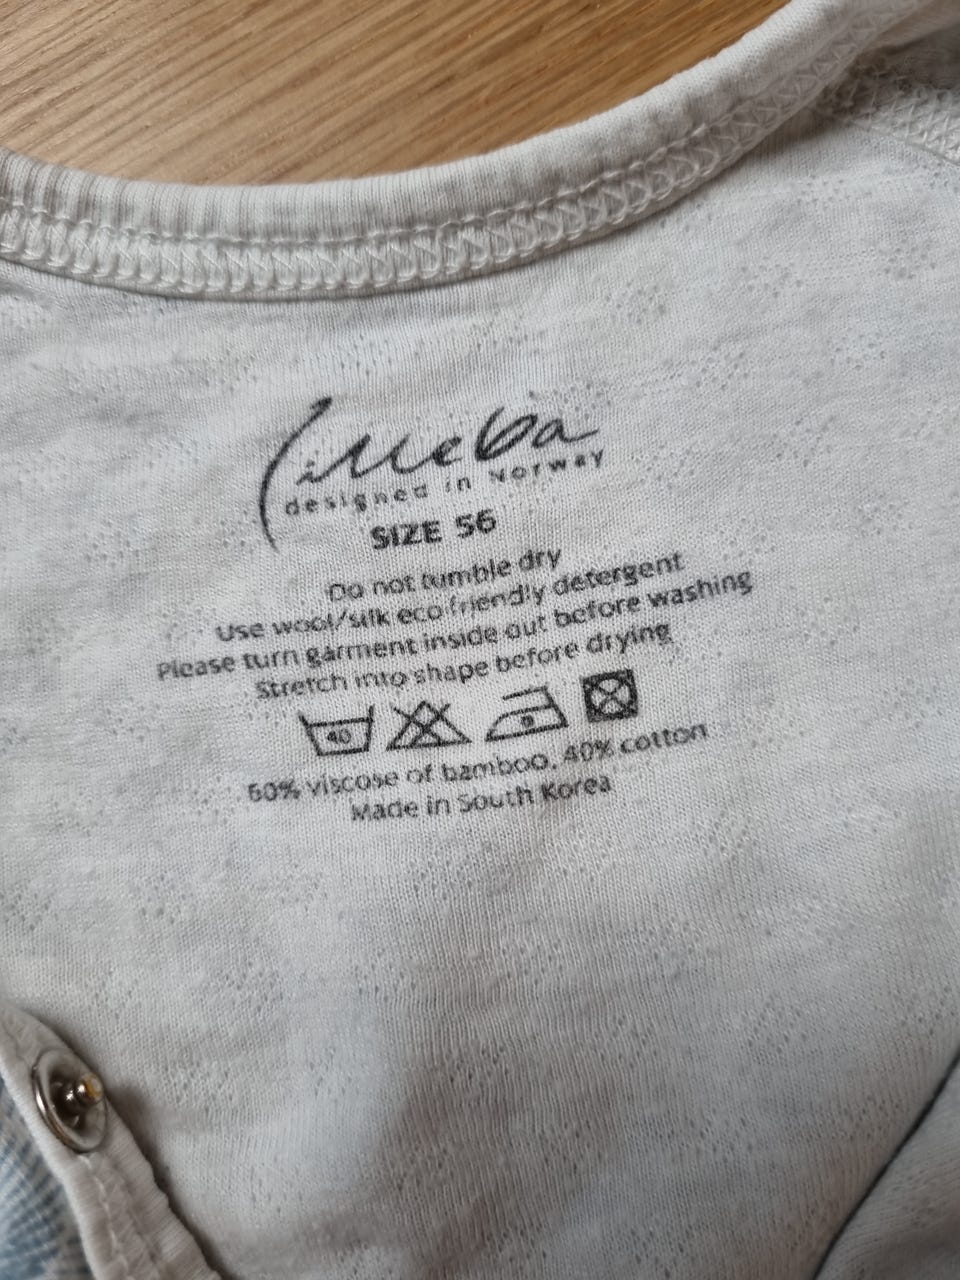 iMeba
designed in Norway
SIZE 56
Do not tumble dry
Use wool/silk eco friendly detergent
Please turn garment inside out before washing
Stretch into shape before drying
40
60% viscose of bamboo, 40% cotton
Made in South Korea